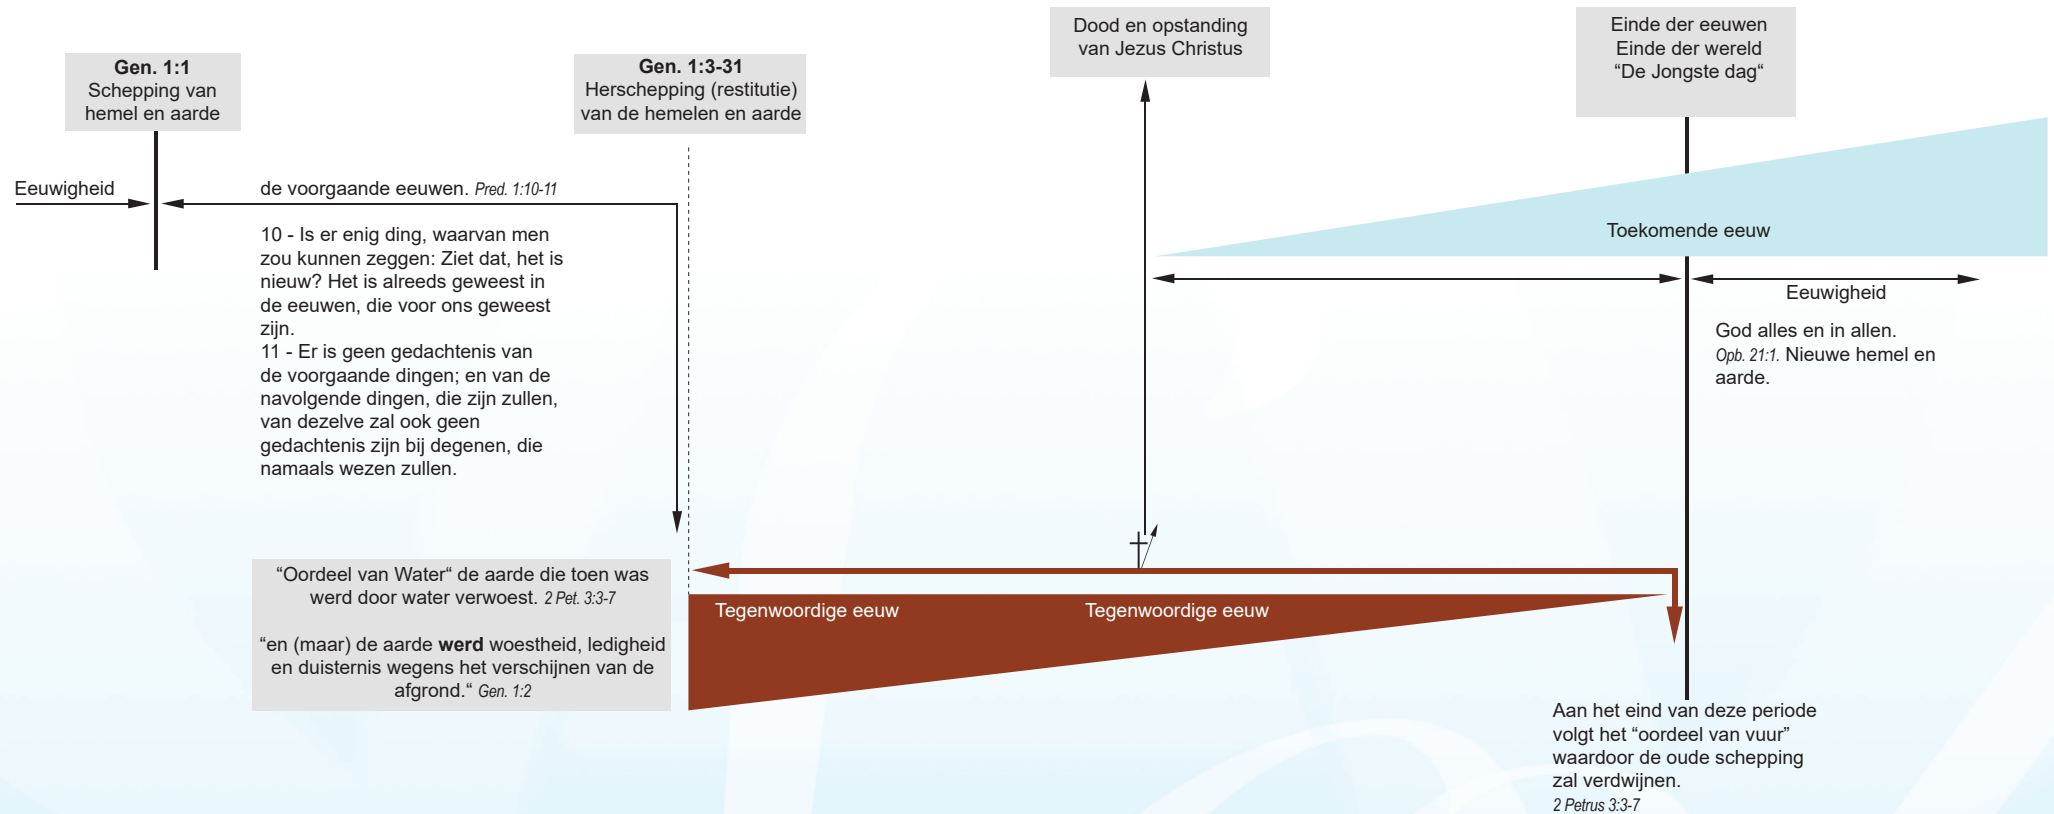 Gen. 1:1
Schepping van
hemel en aarde
Gen. 1:3-31
Herschepping (restitutie)
van de hemelen en aarde
Dood en opstanding
van Jezus Christus
Einde der eeuwen
Einde der wereld
“De Jongste dag“
Eeuwigheid
de voorgaande eeuwen. Pred. 1:10-11
10 - Is er enig ding, waarvan men
zou kunnen zeggen: Ziet dat, het is
nieuw? Het is alreeds geweest in
de eeuwen, die voor ons geweest
zijn.
11 - Er is geen gedachtenis van
de voorgaande dingen; en van de
navolgende dingen, die zijn zullen,
van dezelve zal ook geen
gedachtenis zijn bij degenen, die
namaals wezen zullen.
Toekomende eeuw
Eeuwigheid
God alles en in allen.
Opb. 21:1. Nieuwe hemel en
aarde.
“Oordeel van Water“ de aarde die toen was
werd door water verwoest. 2 Pet. 3:3-7
“en (maar) de aarde werd woestheid, ledigheid
en duisternis wegens het verschijnen van de
afgrond.“ Gen. 1:2
Tegenwoordige eeuw
Tegenwoordige eeuw
Aan het eind van deze periode
volgt het “oordeel van vuur”
waardoor de oude schepping
zal verdwijnen.
2 Petrus 3:3-7